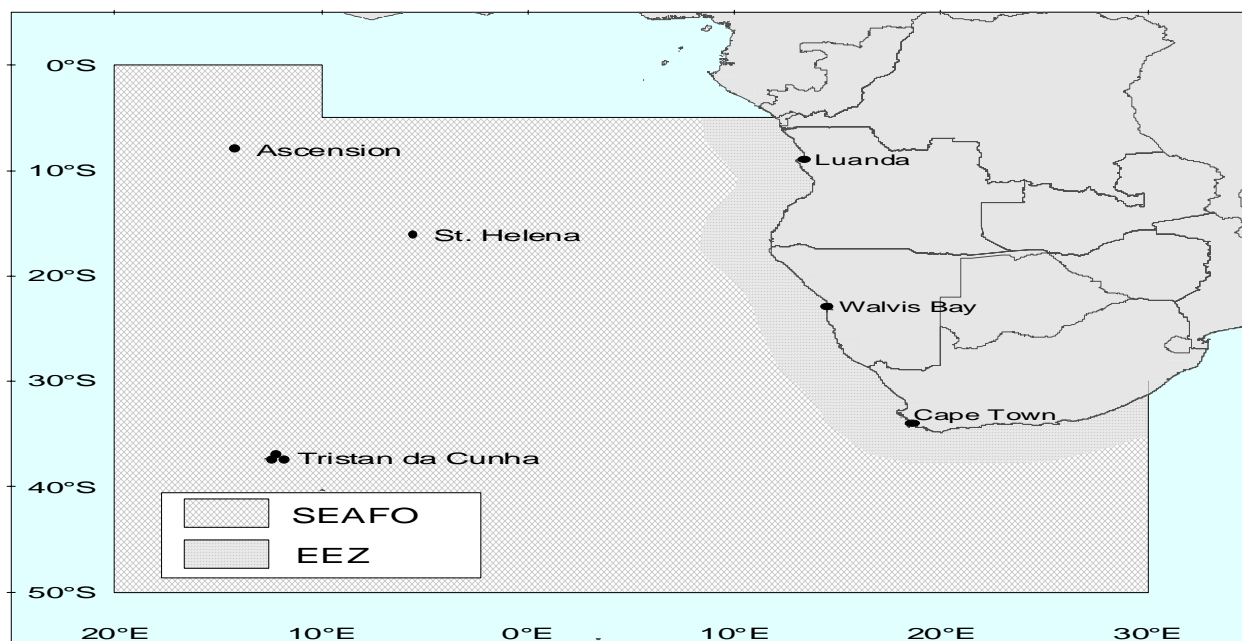 0°S
Ascension
Luanda
10°S
St. Helena
20°S
Walvis Bay
30°S
Cape Town
Tristan da Cunha
40°S
SEAFO
EEZ
50°S
20°E 10°E 0°E 10°E 20°E 30°E